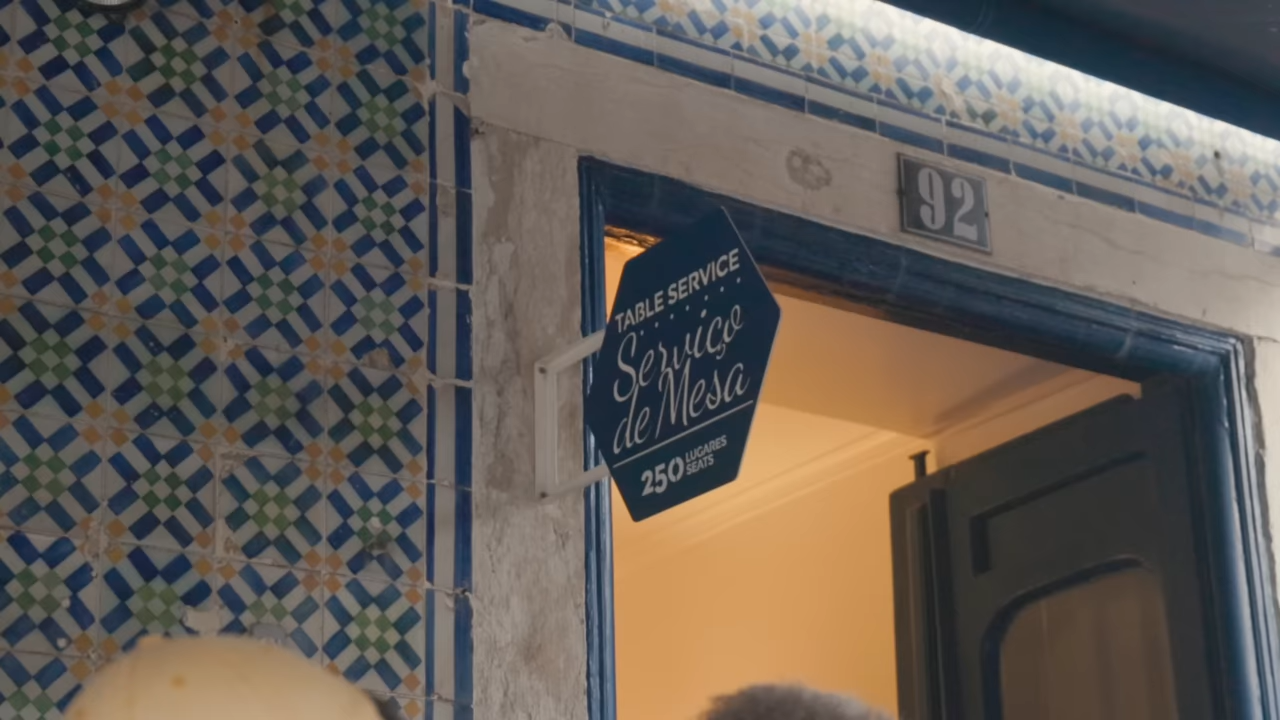 92
TABLE SERVICE
Serviço
de Mesa
250 LUGARES
SEATS